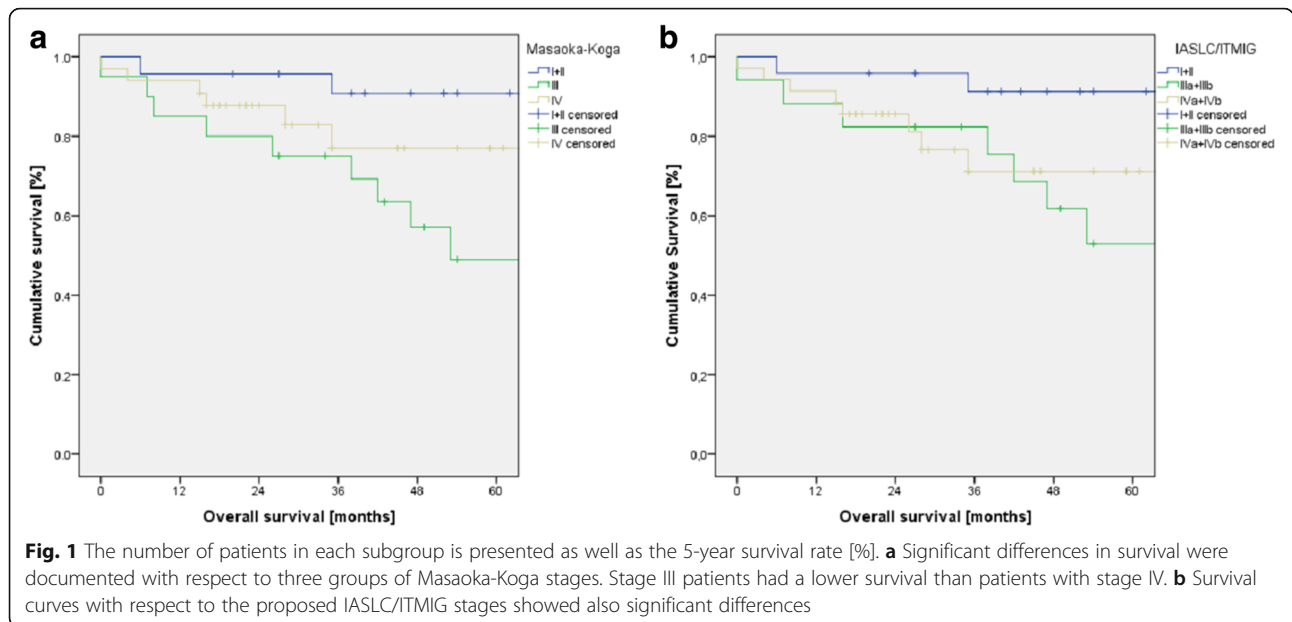 a
Masaoka-Koga
I+II
III
IV
I+II censored
III censored
IV censored
1.0
0,8
0,6
0,4
0,2
0,0
Cumulative survival [%]
0 12 24 36 48 60
Overall survival [months]
b
IASLC/ITMIG
I+II
IIIa+IIIb
IVa+IVb
I+II censored
IIIa+IIIb censored
IVa+IVb censored
1.0
0,8
0,6
0,4
0,2
0,0
Cumulative Survival [%]
0 12 24 36 48 60
Overall survival [months]
Fig. 1 The number of patients in each subgroup is presented as well as the 5-year survival rate [%]. a Significant differences in survival were
documented with respect to three groups of Masaoka-Koga stages. Stage III patients had a lower survival than patients with stage IV. b Survival
curves with respect to the proposed IASLC/ITMIG stages showed also significant differences